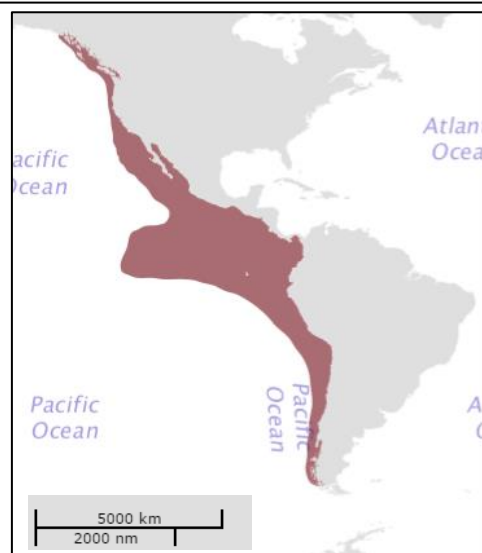 Atlan
Ocea
acific
Ocean
Pacific
Ocean
Pacific
Ocean
A
5000 km
2000 nm